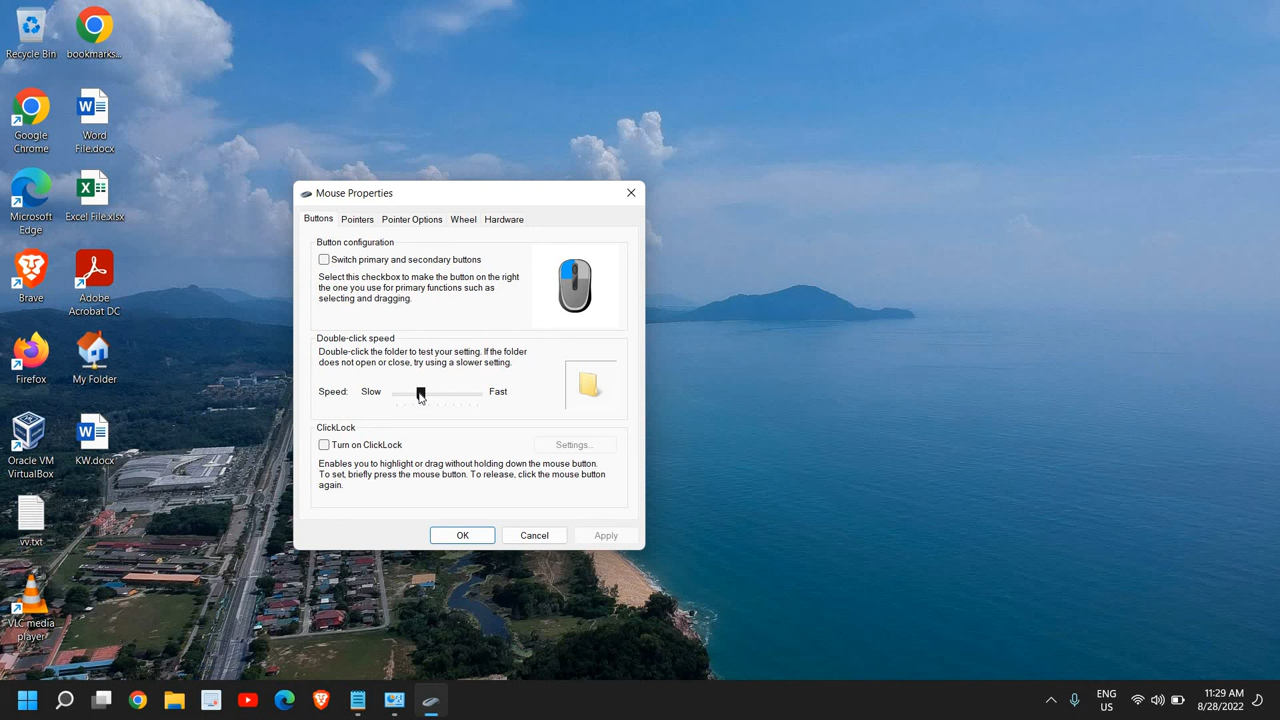 Recycle Bin
bookmarks...
Google
Chrome
Word
File.docx
Microsoft
Edge
Excel File.xlsx
Brave
Adobe
Acrobat DC
Firefox
My Folder
Oracle VM
VirtualBox
KW.docx
vv.txt
VLC media
player
Mouse Properties
Buttons Pointers Pointer Options Wheel Hardware
Button configuration
Switch primary and secondary buttons
Select this checkbox to make the button on the right
the one you use for primary functions such as
selecting and dragging.
Double-click speed
Double-click the folder to test your setting. If the folder
does not open or close, try using a slower setting.
Speed: Slow Fast
ClickLock
Turn on ClickLock Settings...
Enables you to highlight or drag without holding down the mouse button.
To set, briefly press the mouse button. To release, click the mouse button
again.
OK Cancel Apply
ENG
US
11:29 AM
8/28/2022